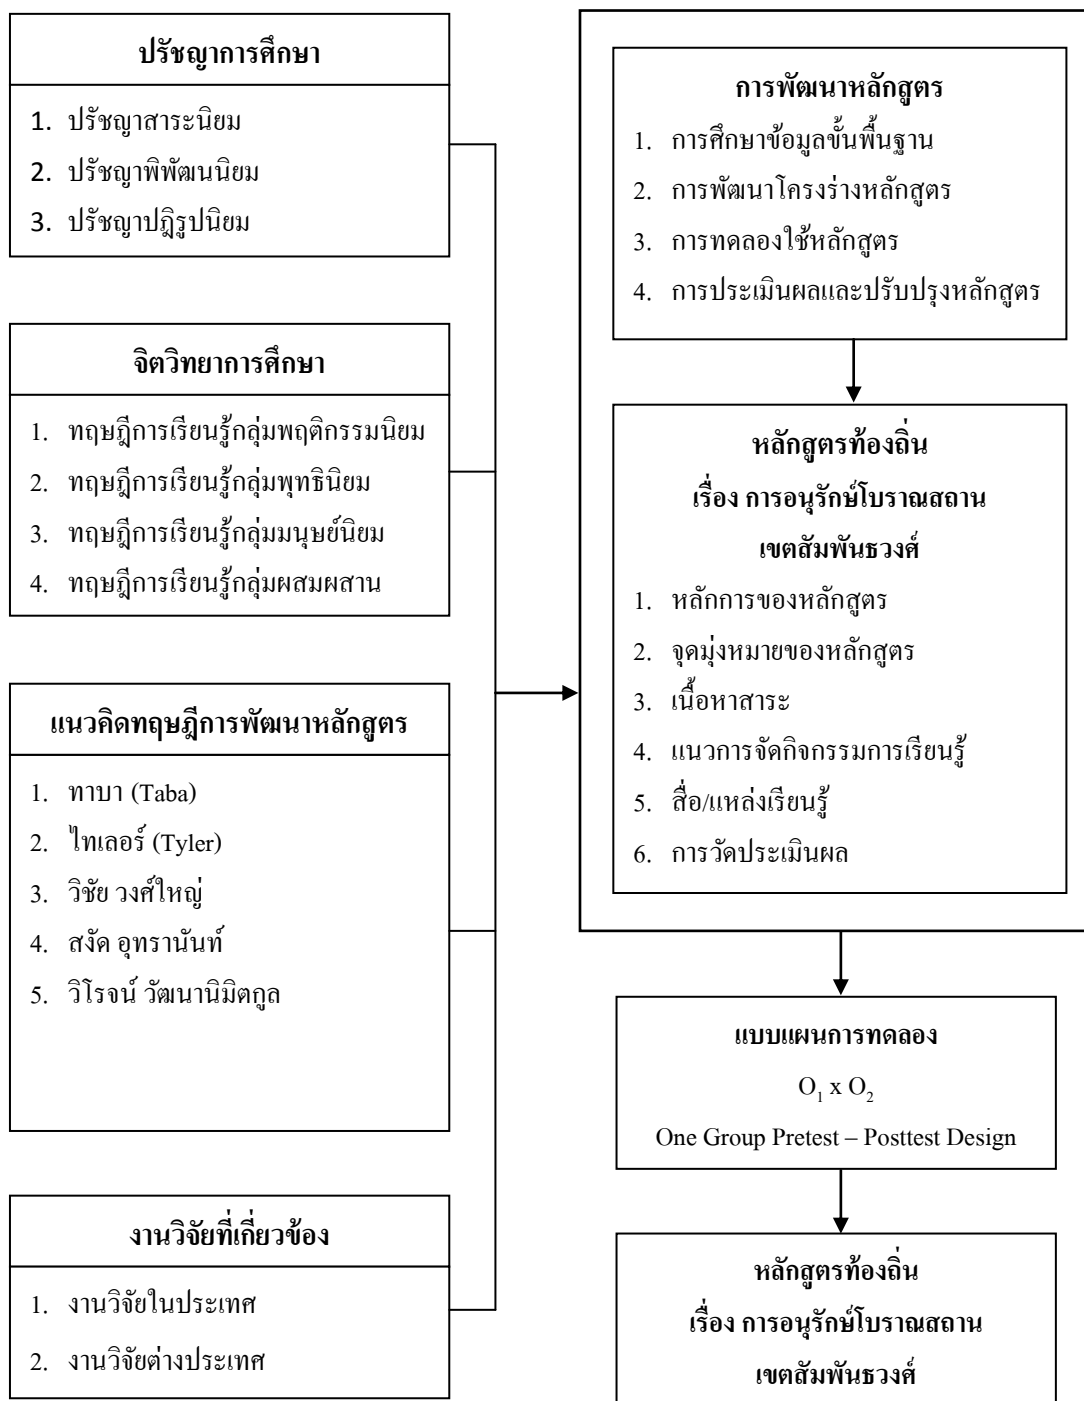 ปรัชญาการศึกษา
1. ปรัชญาสาระนิยม
2. ปรัชญาพิพัฒนนิยม
3. ปรัชญาปฎิรูปนิยม
จิตวิทยาการศึกษา
1. ทฤษฎีการเรียนรู้กลุ่มพฤติกรรมนิยม
2. ทฤษฎีการเรียนรู้กลุ่มพุทธินิยม
3. ทฤษฎีการเรียนรู้กลุ่มมนุษย์นิยม
4. ทฤษฎีการเรียนรู้กลุ่มผสมผสาน
แนวคิดทฤษฎีการพัฒนาหลักสูตร
1. ทาบา (Taba)
2. ไทเลอร์ (Tyler)
3. วิชัย วงศ์ใหญ่
4. สงัด อุทรานันท์
5. วิโรจน์ วัฒนานิมิตกูล
งานวิจัยที่เกี่ยวข้อง
1. งานวิจัยในประเทศ
2. งานวิจัยต่างประเทศ
การพัฒนาหลักสูตร
1. การศึกษาข้อมูลขั้นพื้นฐาน
2. การพัฒนาโครงร่างหลักสูตร
3. การทดลองใช้หลักสูตร
4. การประเมินผลและปรับปรุงหลักสูตร
หลักสูตรท้องถิ่น
เรื่อง การอนุรักษ์โบราณสถาน
เขตสัมพันธวงศ์
1. หลักการของหลักสูตร
2. จุดมุ่งหมายของหลักสูตร
3. เนื้อหาสาระ
4. แนวการจัดกิจกรรมการเรียนรู้
5. สื่อ/แหล่งเรียนรู้
6. การวัดประเมินผล
แบบแผนการทดลอง
O₁ x O₂
One Group Pretest – Posttest Design
หลักสูตรท้องถิ่น
เรื่อง การอนุรักษ์โบราณสถาน
เขตสัมพันธวงศ์